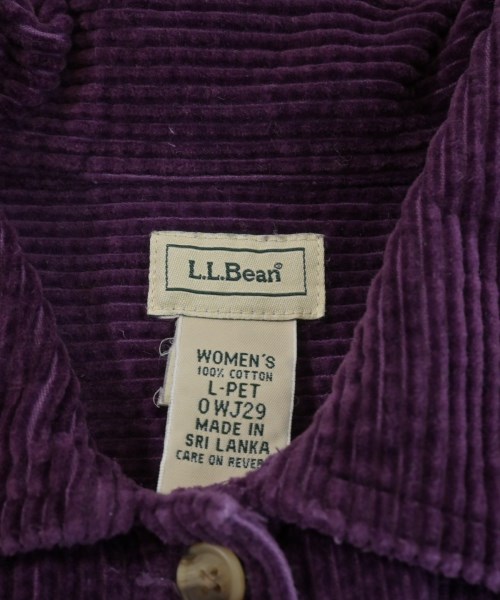 L.L.Bean®
WOMEN'S
100% COTTON
L-PET
0WJ29
MADE IN
SRI LANKA
CARE ON REVER